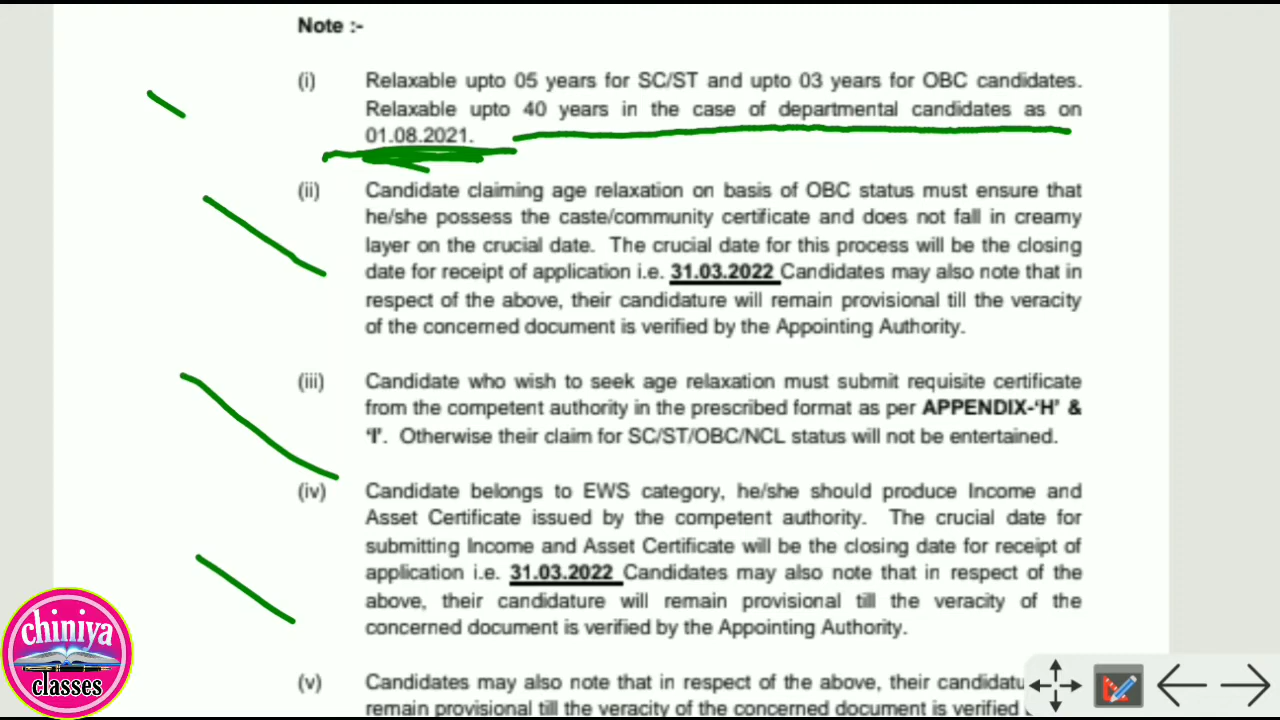 Note :-
(i) Relaxable upto 05 years for SC/ST and upto 03 years for OBC candidates.
Relaxable upto 40 years in the case of departmental candidates as on
01.08.2021.
(ii) Candidate claiming age relaxation on basis of OBC status must ensure that
he/she possess the caste/community certificate and does not fall in creamy
layer on the crucial date. The crucial date for this process will be the closing
date for receipt of application i.e. 31.03.2022 Candidates may also note that in
respect of the above, their candidature will remain provisional till the veracity
of the concerned document is verified by the Appointing Authority.
(iii) Candidate who wish to seek age relaxation must submit requisite certificate
from the competent authority in the prescribed format as per APPENDIX-'H' &
'I'. Otherwise their claim for SC/ST/OBC/NCL status will not be entertained.
(iv) Candidate belongs to EWS category, he/she should produce Income and
Asset Certificate issued by the competent authority. The crucial date for
submitting Income and Asset Certificate will be the closing date for receipt of
application i.e. 31.03.2022 Candidates may also note that in respect of the
above, their candidature will remain provisional till the veracity of the
concerned document is verified by the Appointing Authority.
(v) Candidates may also note that in respect of the above, their candidatu
remain provisional till the veracity of the concerned document is verified
chiniya
classes